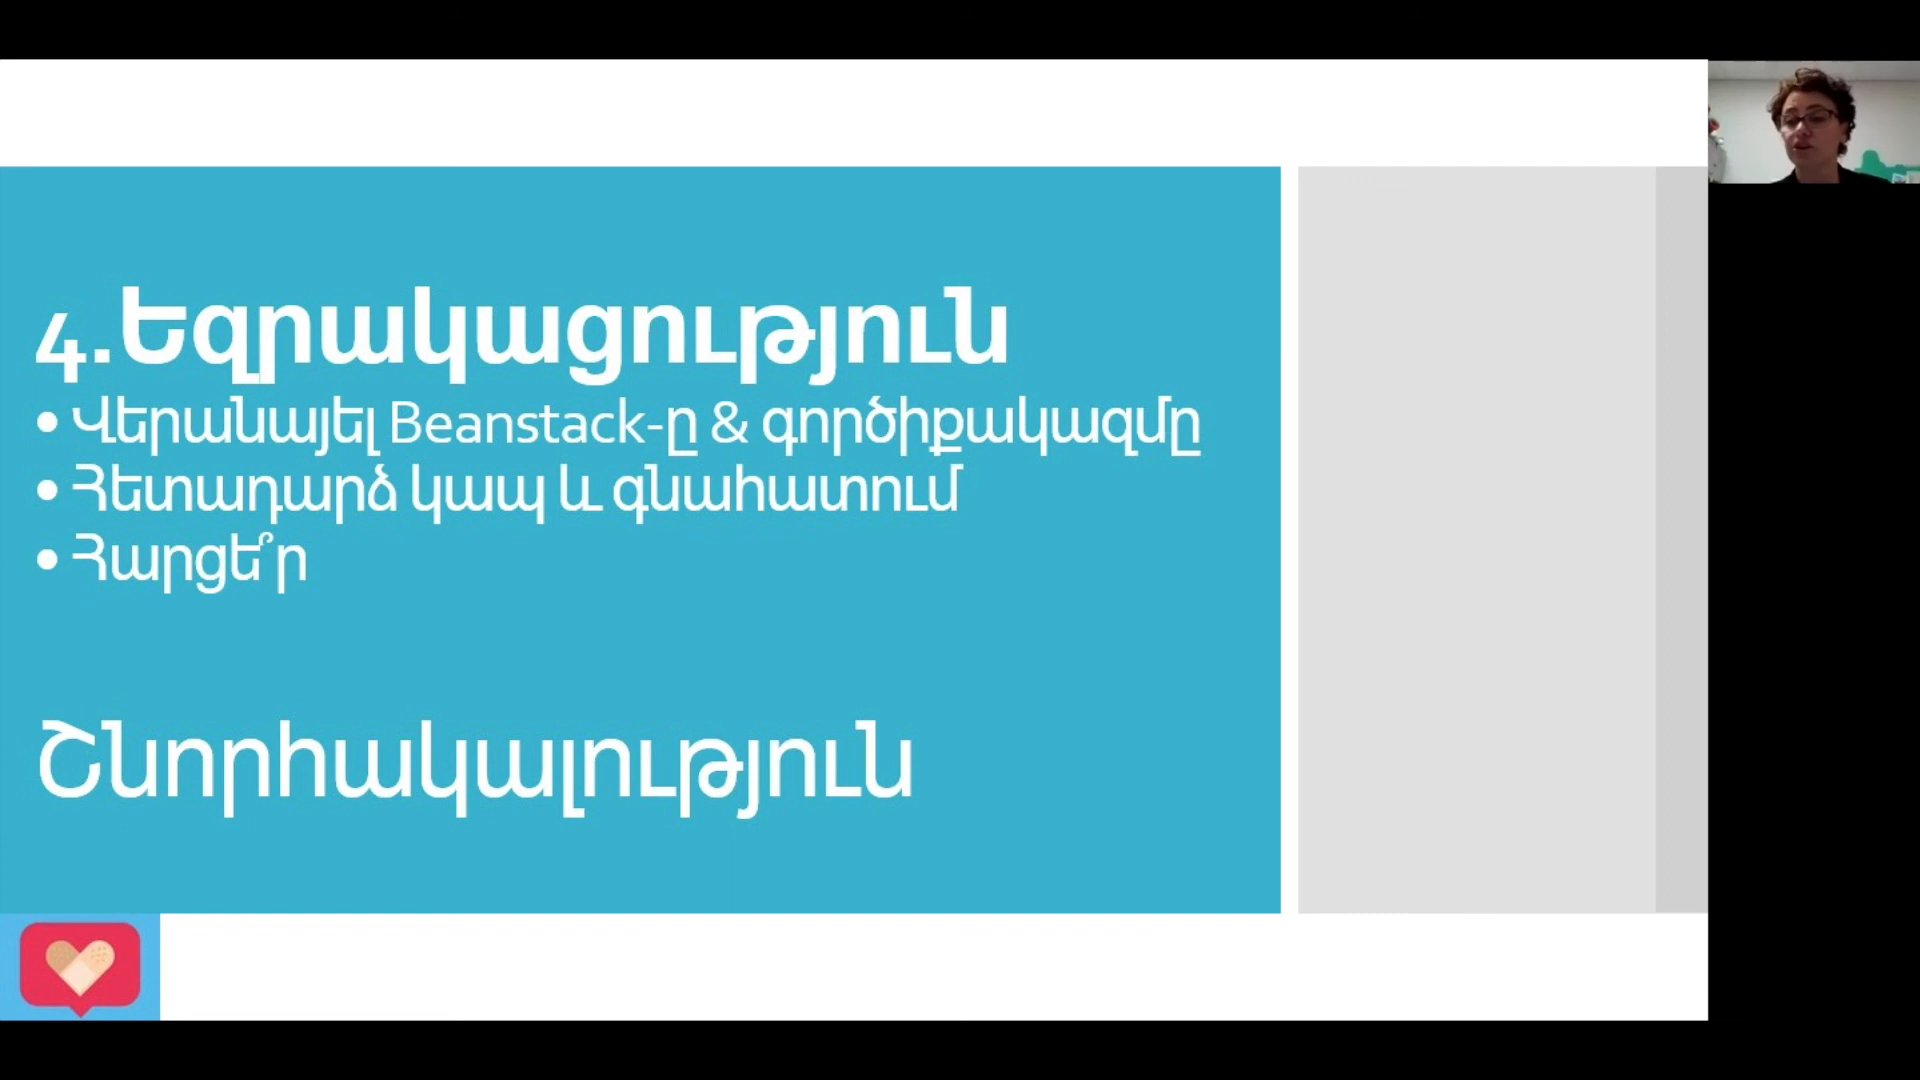 4.Եզրակացություն
• Վերանայել Beanstack-ը & գործիքակազմը
• Հետադարձ կապ և գնահատում
• Հարցե՞ր
Շնորհակալություն